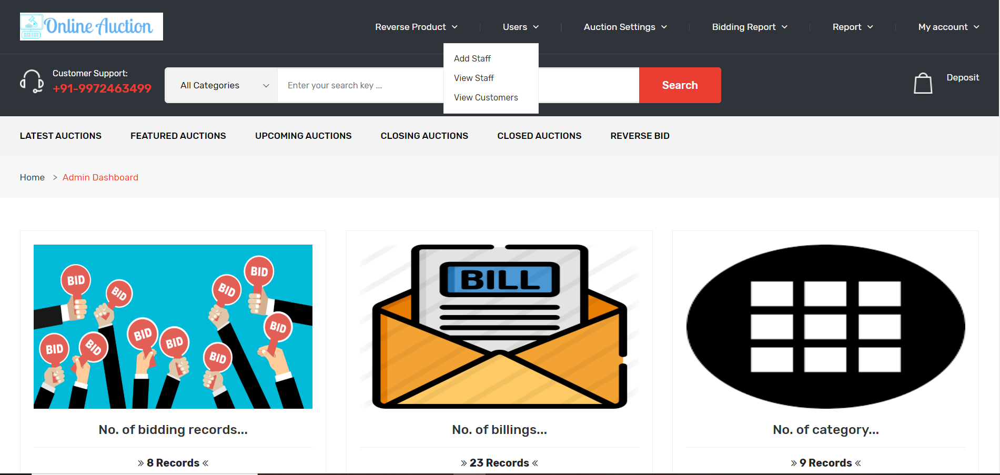 Online Auction
Reverse Product
Users
Auction Settings
Bidding Report
Report
My account
Add Staff
View Staff
View Customers
Customer Support:
+91-9972463499
All Categories
Enter your search key ...
Search
Deposit
LATEST AUCTIONS
FEATURED AUCTIONS
UPCOMING AUCTIONS
CLOSING AUCTIONS
CLOSED AUCTIONS
REVERSE BID
Home > Admin Dashboard
BID
BID
BID
BID
BID
BID
BID
BID
BID
BID
No. of bidding records...
» 8 Records «
BILL
No. of billings...
» 23 Records «
No. of category...
» 9 Records «